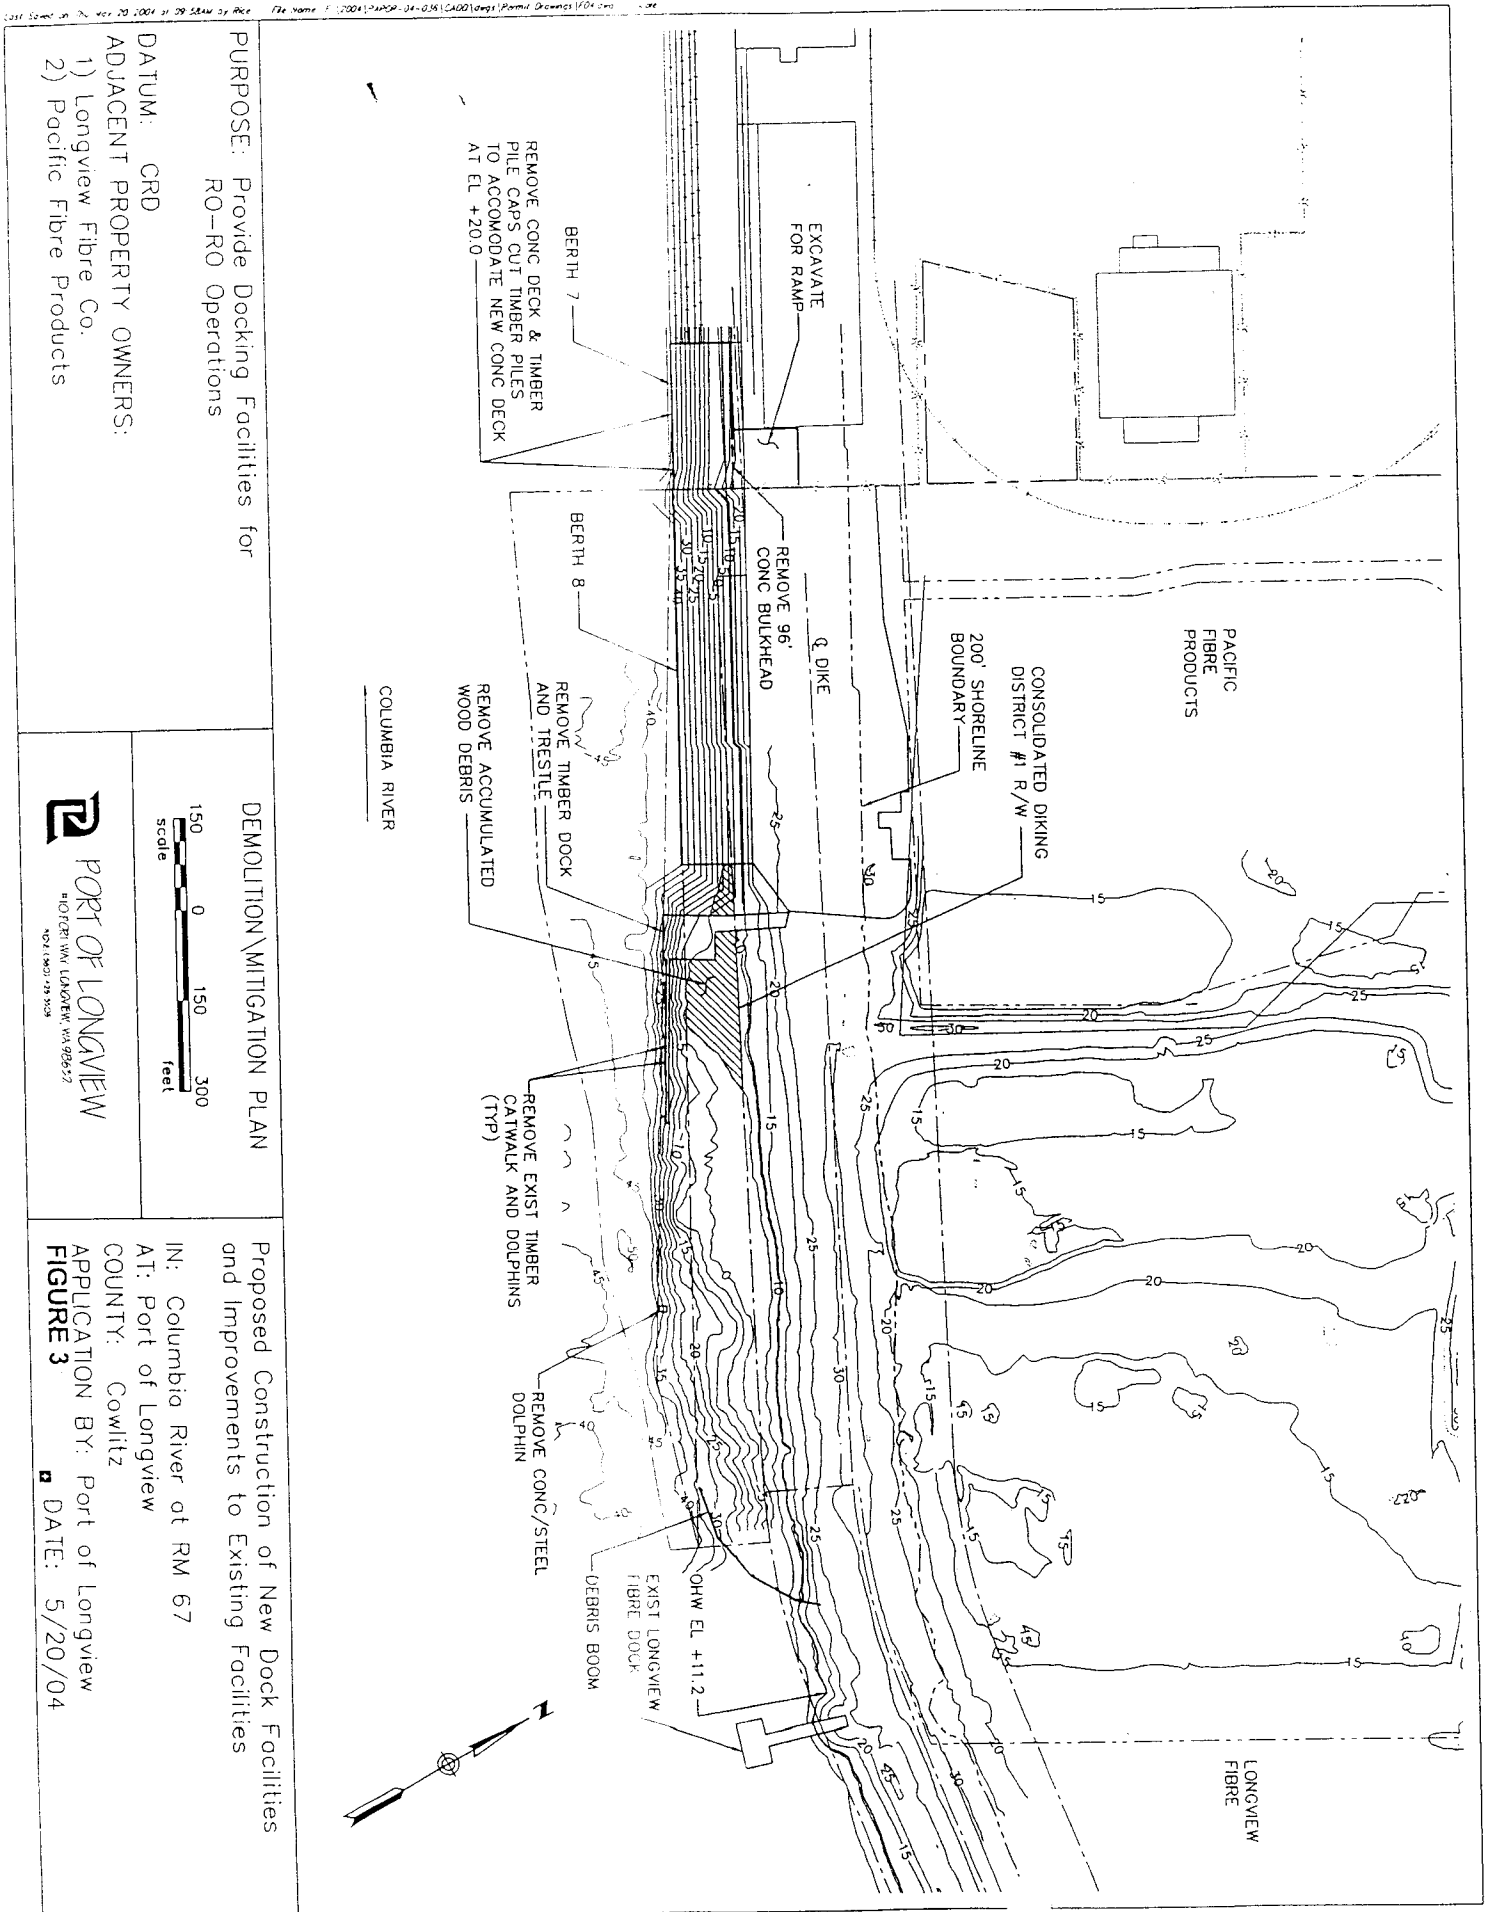 PURPOSE: Provide Docking Facilities for
RO-RO Operations
DATUM: CRD
ADJACENT PROPERTY OWNERS:
1) Longview Fibre Co.
2) Pacific Fibre Products
DEMOLITION\MITIGATION PLAN
150 0 150 300
scale feet
PORT OF LONGVIEW
Proposed Construction of New Dock Facilities
and Improvements to Existing Facilities
IN: Columbia River at RM 67
AT: Port of Longview
COUNTY: Cowlitz
APPLICATION BY: Port of Longview
FIGURE 3
DATE: 5/20/04
PACIFIC
FIBRE
PRODUCTS
CONSOLIDATED DIKING
DISTRICT #1 R/W
200' SHORELINE
BOUNDARY
DIKE
EXCAVATE
FOR RAMP
REMOVE 96'
CONC BULKHEAD
REMOVE CONC DECK & TIMBER
PILE CAPS CUT TIMBER PILES
TO ACCOMODATE NEW CONC DECK
AT EL +20.0
BERTH 7
BERTH 8
REMOVE TIMBER DOCK
AND TRESTLE
REMOVE ACCUMULATED
WOOD DEBRIS
COLUMBIA RIVER
REMOVE EXIST TIMBER
CATWALK AND DOLPHINS
(TYP)
REMOVE CONC/STEEL
DOLPHIN
OHW EL +11.2
EXIST LONGVIEW
FIBRE DOCK
DEBRIS BOOM
LONGVIEW
FIBRE
N